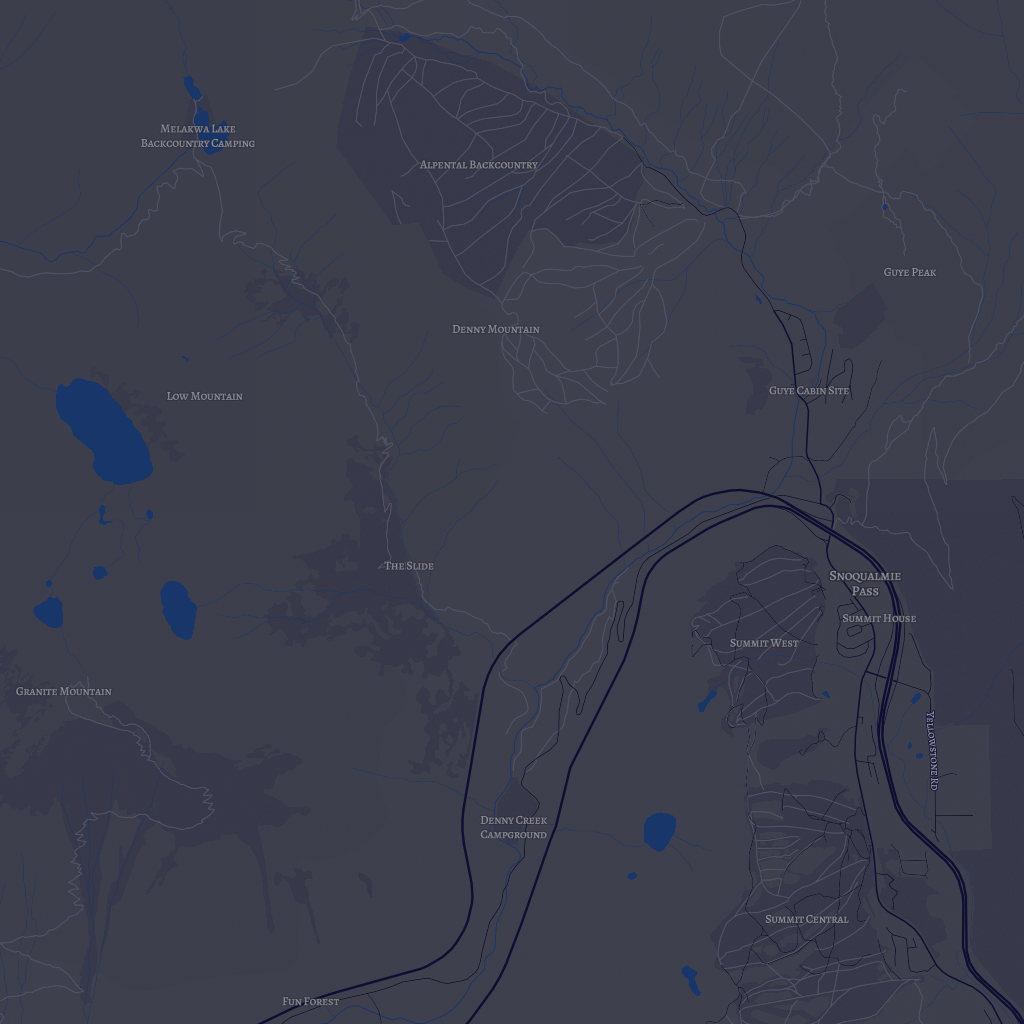 Melakwa Lake
Backcountry Camping
Alpental Backcountry
Guye Peak
Denny Mountain
Low Mountain
Guye Cabin Site
The Slide
Snoqualmie
Pass
Summit House
Summit West
Granite Mountain
Yellowstone Rd
Denny Creek
Campground
Summit Central
Fun Forest